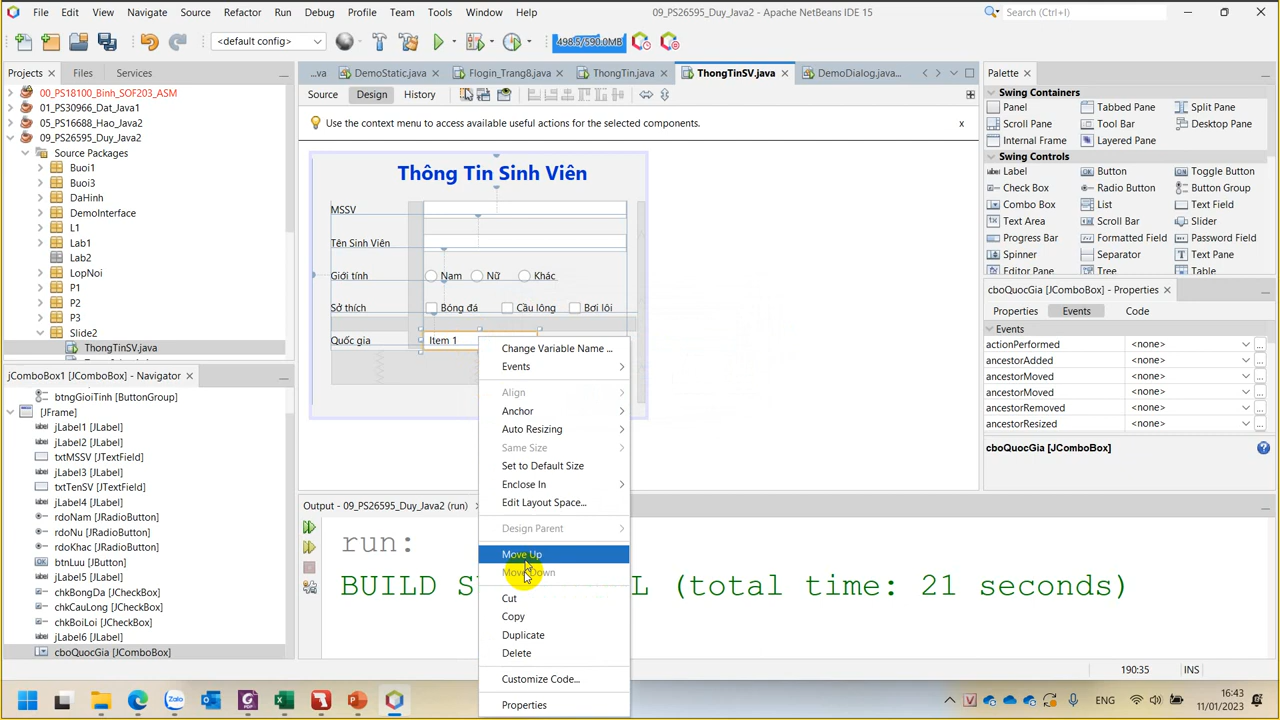 File Edit View Navigate Source Refactor Run Debug Profile Team Tools Window Help
09_PS26595_Duy_Java2 - Apache NetBeans IDE 15
Search (Ctrl+I)
<default config>
498.5/590.0MB
Projects Files Services
00_PS18100_Binh_SOF203_ASM
01_PS30966_Dat_Java1
05_PS16688_Hao_Java2
09_PS26595_Duy_Java2
Source Packages
Buoi1
Buoi3
DaHinh
DemoInterface
L1
Lab1
Lab2
LopNoi
P1
P2
P3
Slide2
ThongTinSV.java
jComboBox1 [JComboBox] - Navigator
btngGioiTinh [ButtonGroup]
[JFrame]
jLabel1 [JLabel]
jLabel2 [JLabel]
txtMSSV [JTextField]
jLabel3 [JLabel]
txtTenSV [JTextField]
jLabel4 [JLabel]
rdoNam [JRadioButton]
rdoNu [JRadioButton]
rdoKhac [JRadioButton]
btnLuu [JButton]
jLabel5 [JLabel]
chkBongDa [JCheckBox]
chkCauLong [JCheckBox]
chkBoiLoi [JCheckBox]
jLabel6 [JLabel]
cboQuocGia [JComboBox]
...va DemoStatic.java Flogin_Trang8.java ThongTin.java ThongTinSV.java DemoDialog.java...
Source Design History
Use the context menu to access available useful actions for the selected components.
x
Thông Tin Sinh Viên
MSSV
Tên Sinh Viên
Giới tính Nam Nữ Khác
Sở thích Bóng đá Cầu lông Bơi lôi
Quốc gia Item 1
Change Variable Name ...
Events
Align
Anchor
Auto Resizing
Same Size
Set to Default Size
Enclose In
Edit Layout Space...
Design Parent
Move Up
Move Down
Cut
Copy
Duplicate
Delete
Customize Code...
Properties
Output - 09_PS26595_Duy_Java2 (run)
run:
BUILD S L (total time: 21 seconds)
190:35 INS
Palette
Swing Containers
Panel Tabbed Pane Split Pane
Scroll Pane Tool Bar Desktop Pane
Internal Frame Layered Pane
Swing Controls
Label Button Toggle Button
Check Box Radio Button Button Group
Combo Box List Text Field
Text Area Scroll Bar Slider
Progress Bar Formatted Field Password Field
Spinner Separator Text Pane
Editor Pane Tree Table
cboQuocGia [JComboBox] - Properties
Properties Events Code
Events
actionPerformed <none> ...
ancestorAdded <none> ...
ancestorMoved <none> ...
ancestorMoved <none> ...
ancestorRemoved <none> ...
ancestorResized <none> ...
cboQuocGia [JComboBox]
Zalo
ENG
16:43
11/01/2023